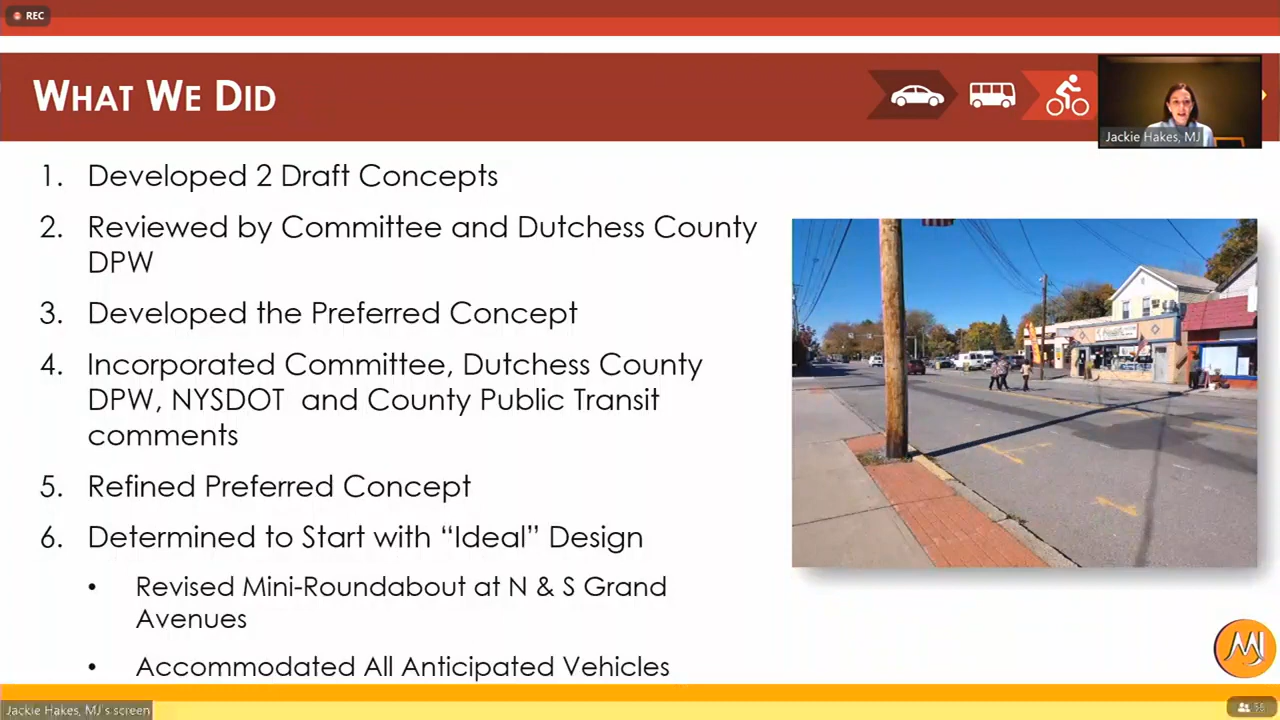 REC
WHAT WE DID
Jackie Hakes, MJ
1. Developed 2 Draft Concepts
2. Reviewed by Committee and Dutchess County
DPW
3. Developed the Preferred Concept
4. Incorporated Committee, Dutchess County
DPW, NYSDOT and County Public Transit
comments
5. Refined Preferred Concept
6. Determined to Start with “Ideal” Design
• Revised Mini-Roundabout at N & S Grand
Avenues
• Accommodated All Anticipated Vehicles
MJ
Jackie Hakes, MJ's screen